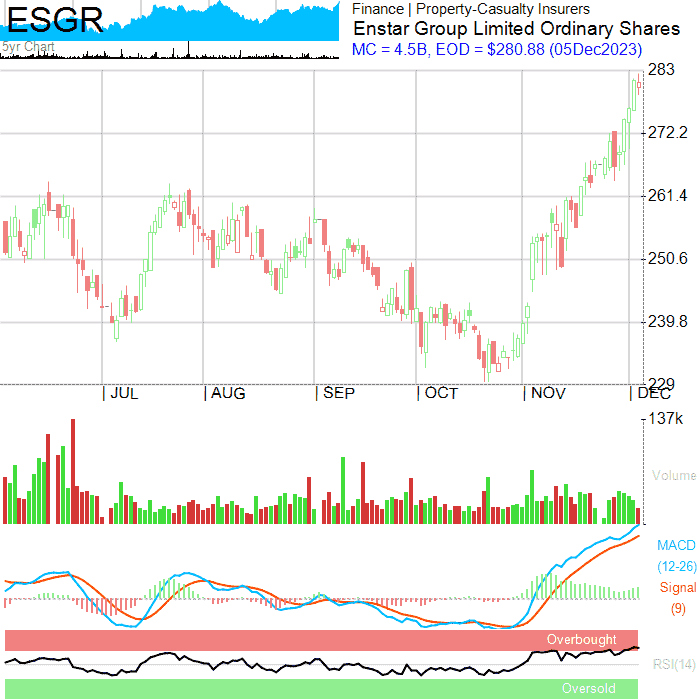 ESGR
5yr Chart
Finance | Property-Casualty Insurers
Enstar Group Limited Ordinary Shares
MC = 4.5B, EOD = $280.88 (05Dec2023)
283
272.2
261.4
250.6
239.8
229
| JUL | AUG | SEP | OCT | NOV | DEC
137k
Volume
MACD
(12-26)
Signal
(9)
Overbought
RSI(14)
Oversold